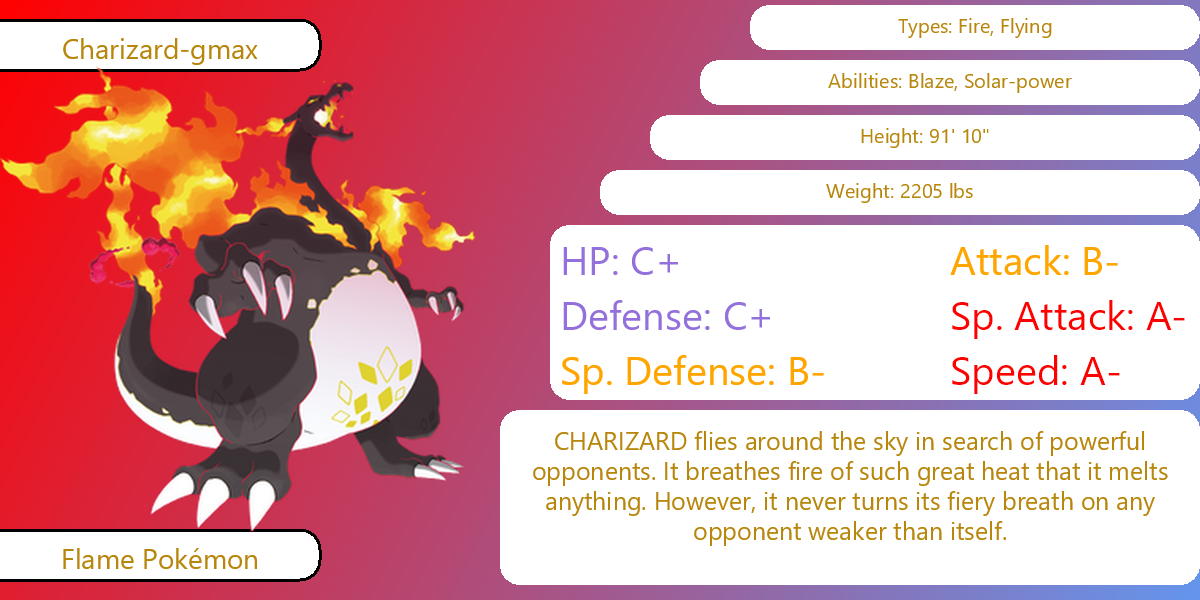 Charizard-gmax
Types: Fire, Flying
Abilities: Blaze, Solar-power
Height: 91' 10"
Weight: 2205 lbs
HP: C+
Attack: B-
Defense: C+
Sp. Attack: A-
Sp. Defense: B-
Speed: A-
CHARIZARD flies around the sky in search of powerful
opponents. It breathes fire of such great heat that it melts
anything. However, it never turns its fiery breath on any
opponent weaker than itself.
Flame Pokémon